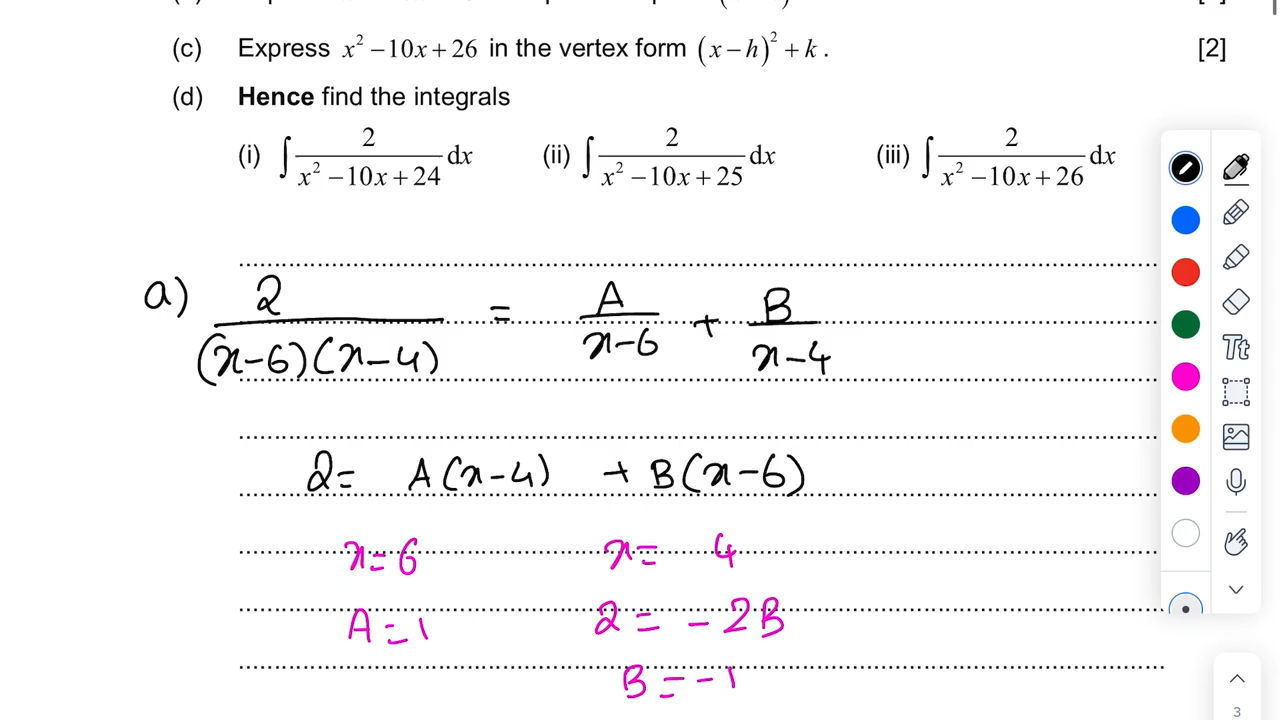 (c) Express x² − 10x + 26 in the vertex form (x − h)² + k . [2]
(d) Hence find the integrals
(i) ∫ 2/(x² − 10x + 24) dx (ii) ∫ 2/(x² − 10x + 25) dx (iii) ∫ 2/(x² − 10x + 26) dx
a) 2/((x−6)(x−4)) = A/(x−6) + B/(x−4)
2 = A(x−4) + B(x−6)
x = 6 x = 4
A = 1 2 = −2B
B = −1
Tt
3